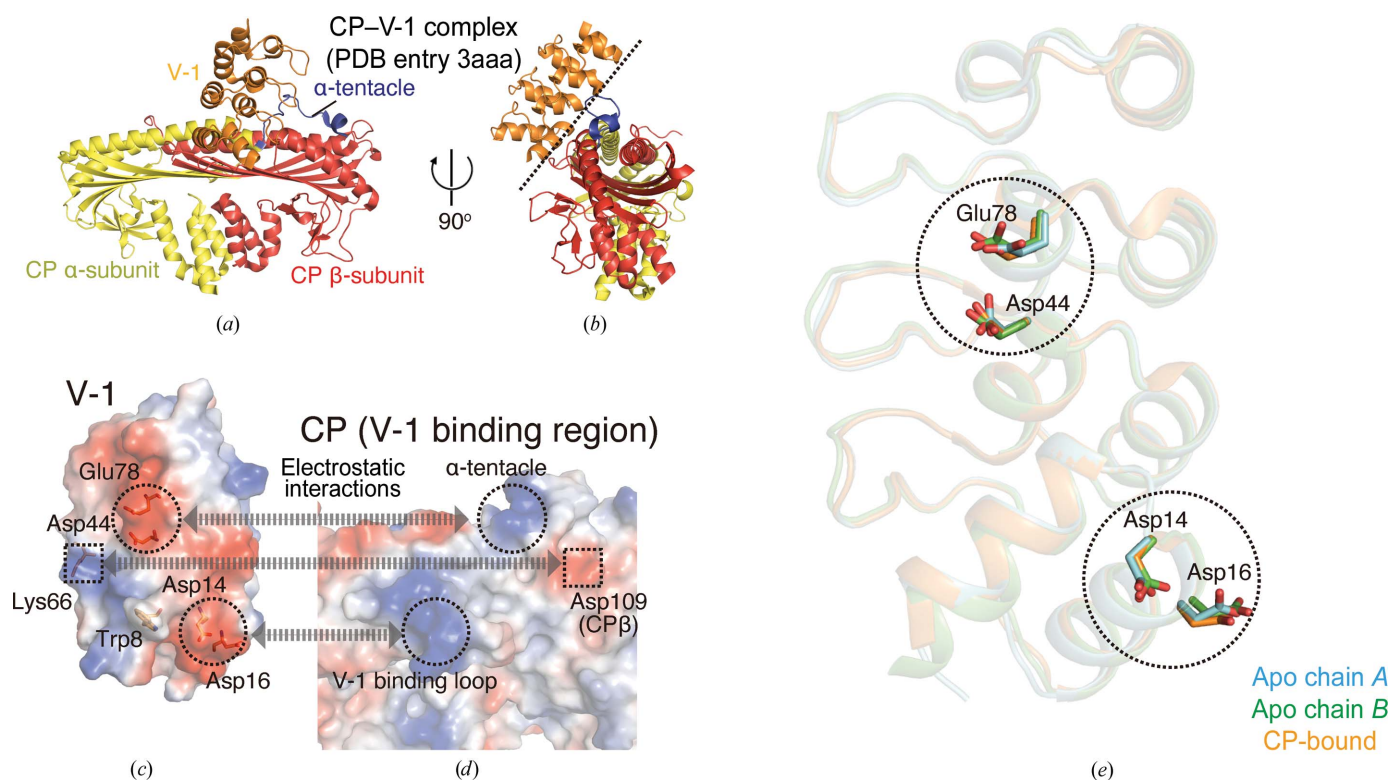 CP–V-1 complex
(PDB entry 3aaa)
V-1
α-tentacle
90o
CP α-subunit
CP β-subunit
(a)
(b)
V-1
CP (V-1 binding region)
Glu78
Electrostatic
interactions
α-tentacle
Asp44
Asp14
Lys66
Trp8
Asp109
(CPβ)
Asp16
V-1 binding loop
(c)
(d)
Glu78
Asp44
Asp14
Asp16
Apo chain A
Apo chain B
CP-bound
(e)